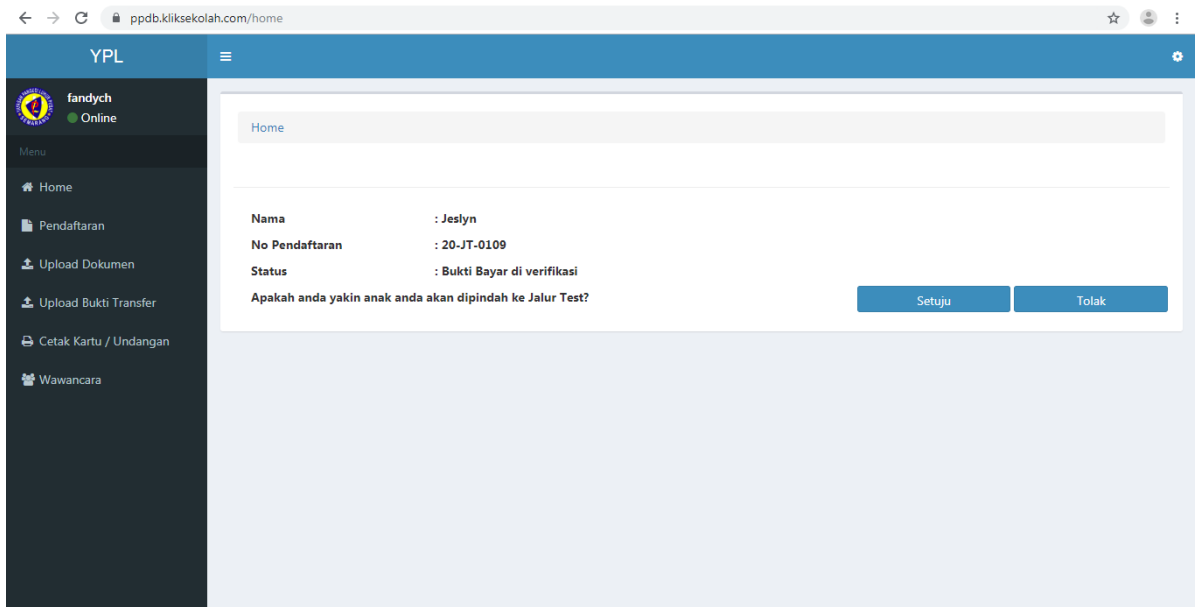 ppdb.kliksekolah.com/home
YPL
fandych
Online
Menu
Home
Pendaftaran
Upload Dokumen
Upload Bukti Transfer
Cetak Kartu / Undangan
Wawancara
Home
Nama : Jeslyn
No Pendaftaran : 20-JT-0109
Status : Bukti Bayar di verifikasi
Apakah anda yakin anak anda akan dipindah ke Jalur Test? Setuju Tolak